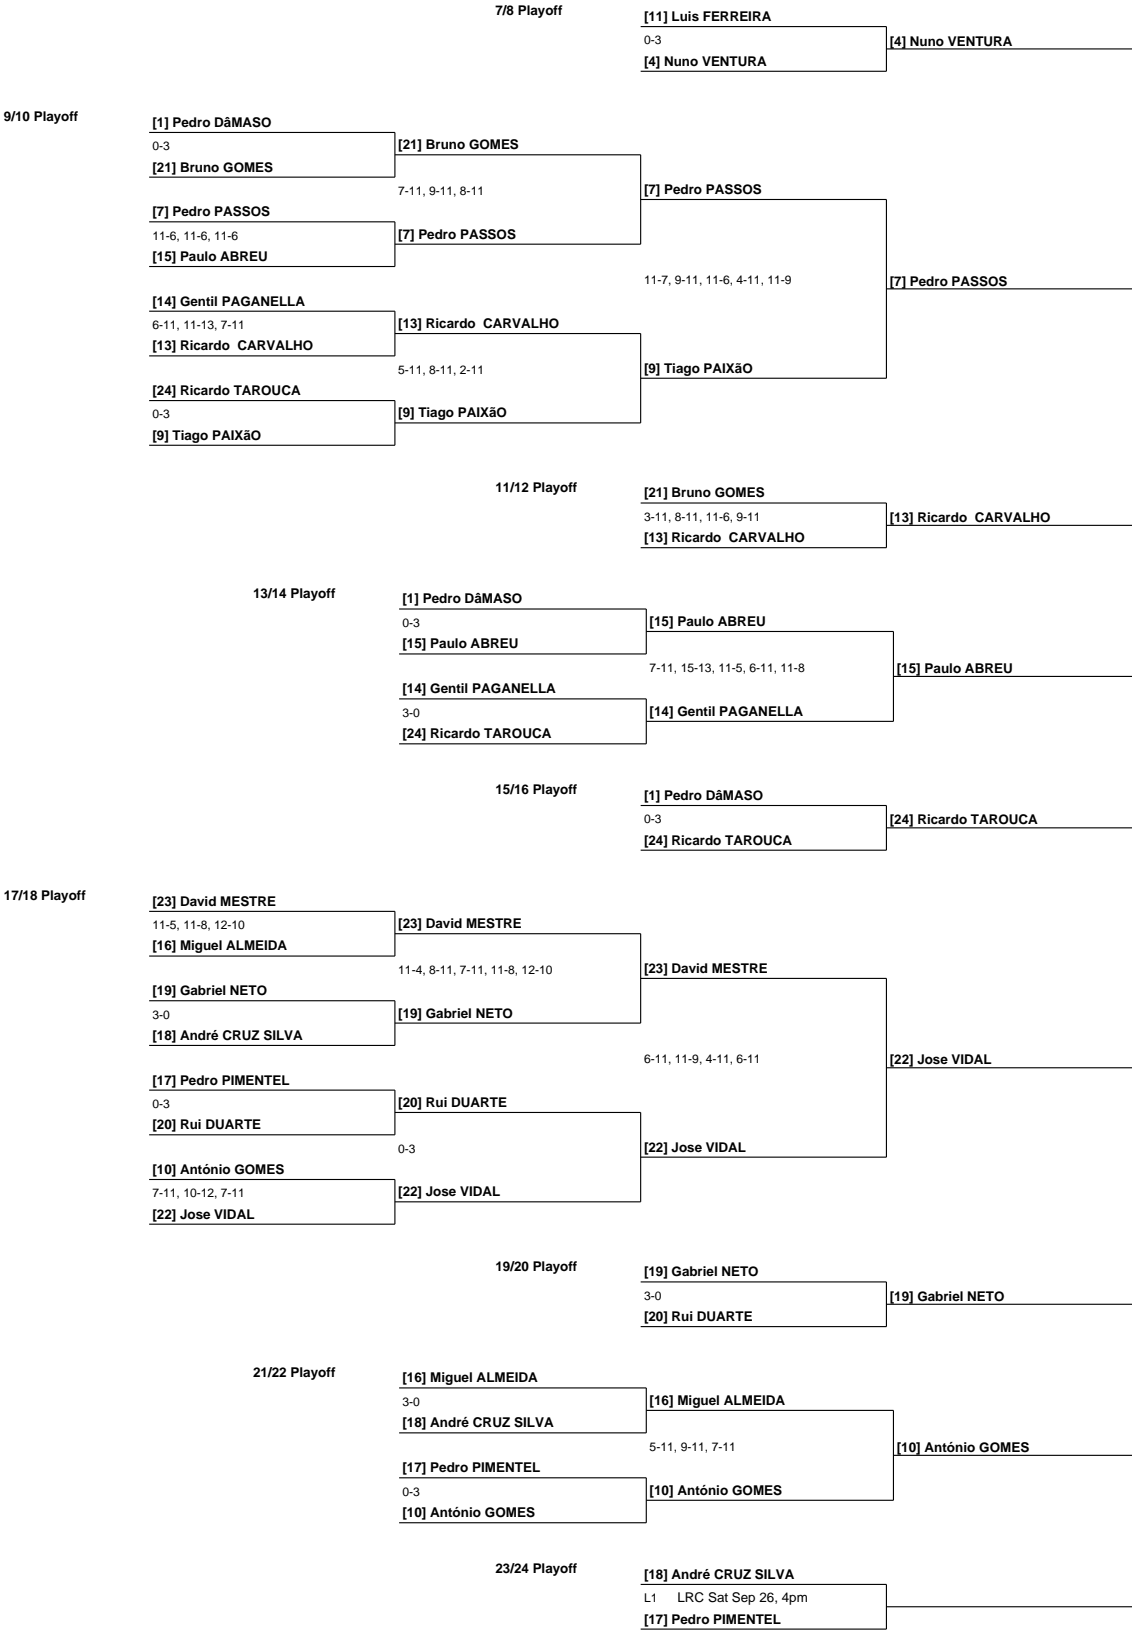 7/8 Playoff
[11] Luis FERREIRA
0-3
[4] Nuno VENTURA
[4] Nuno VENTURA
9/10 Playoff
[1] Pedro DâMASO
0-3
[21] Bruno GOMES
[21] Bruno GOMES
7-11, 9-11, 8-11
[7] Pedro PASSOS
[7] Pedro PASSOS
11-6, 11-6, 11-6
[7] Pedro PASSOS
[15] Paulo ABREU
11-7, 9-11, 11-6, 4-11, 11-9
[7] Pedro PASSOS
[14] Gentil PAGANELLA
6-11, 11-13, 7-11
[13] Ricardo  CARVALHO
[13] Ricardo  CARVALHO
5-11, 8-11, 2-11
[9] Tiago PAIXãO
[24] Ricardo TAROUCA
0-3
[9] Tiago PAIXãO
[9] Tiago PAIXãO
11/12 Playoff
[21] Bruno GOMES
3-11, 8-11, 11-6, 9-11
[13] Ricardo  CARVALHO
[13] Ricardo  CARVALHO
13/14 Playoff
[1] Pedro DâMASO
0-3
[15] Paulo ABREU
[15] Paulo ABREU
7-11, 15-13, 11-5, 6-11, 11-8
[15] Paulo ABREU
[14] Gentil PAGANELLA
3-0
[14] Gentil PAGANELLA
[24] Ricardo TAROUCA
15/16 Playoff
[1] Pedro DâMASO
0-3
[24] Ricardo TAROUCA
[24] Ricardo TAROUCA
17/18 Playoff
[23] David MESTRE
11-5, 11-8, 12-10
[23] David MESTRE
[16] Miguel ALMEIDA
11-4, 8-11, 7-11, 11-8, 12-10
[23] David MESTRE
[19] Gabriel NETO
3-0
[19] Gabriel NETO
[18] André CRUZ SILVA
6-11, 11-9, 4-11, 6-11
[22] Jose VIDAL
[17] Pedro PIMENTEL
0-3
[20] Rui DUARTE
[20] Rui DUARTE
0-3
[22] Jose VIDAL
[10] António GOMES
7-11, 10-12, 7-11
[22] Jose VIDAL
[22] Jose VIDAL
19/20 Playoff
[19] Gabriel NETO
3-0
[19] Gabriel NETO
[20] Rui DUARTE
21/22 Playoff
[16] Miguel ALMEIDA
3-0
[16] Miguel ALMEIDA
[18] André CRUZ SILVA
5-11, 9-11, 7-11
[10] António GOMES
[17] Pedro PIMENTEL
0-3
[10] António GOMES
[10] António GOMES
23/24 Playoff
[18] André CRUZ SILVA
L1 LRC Sat Sep 26, 4pm
[17] Pedro PIMENTEL